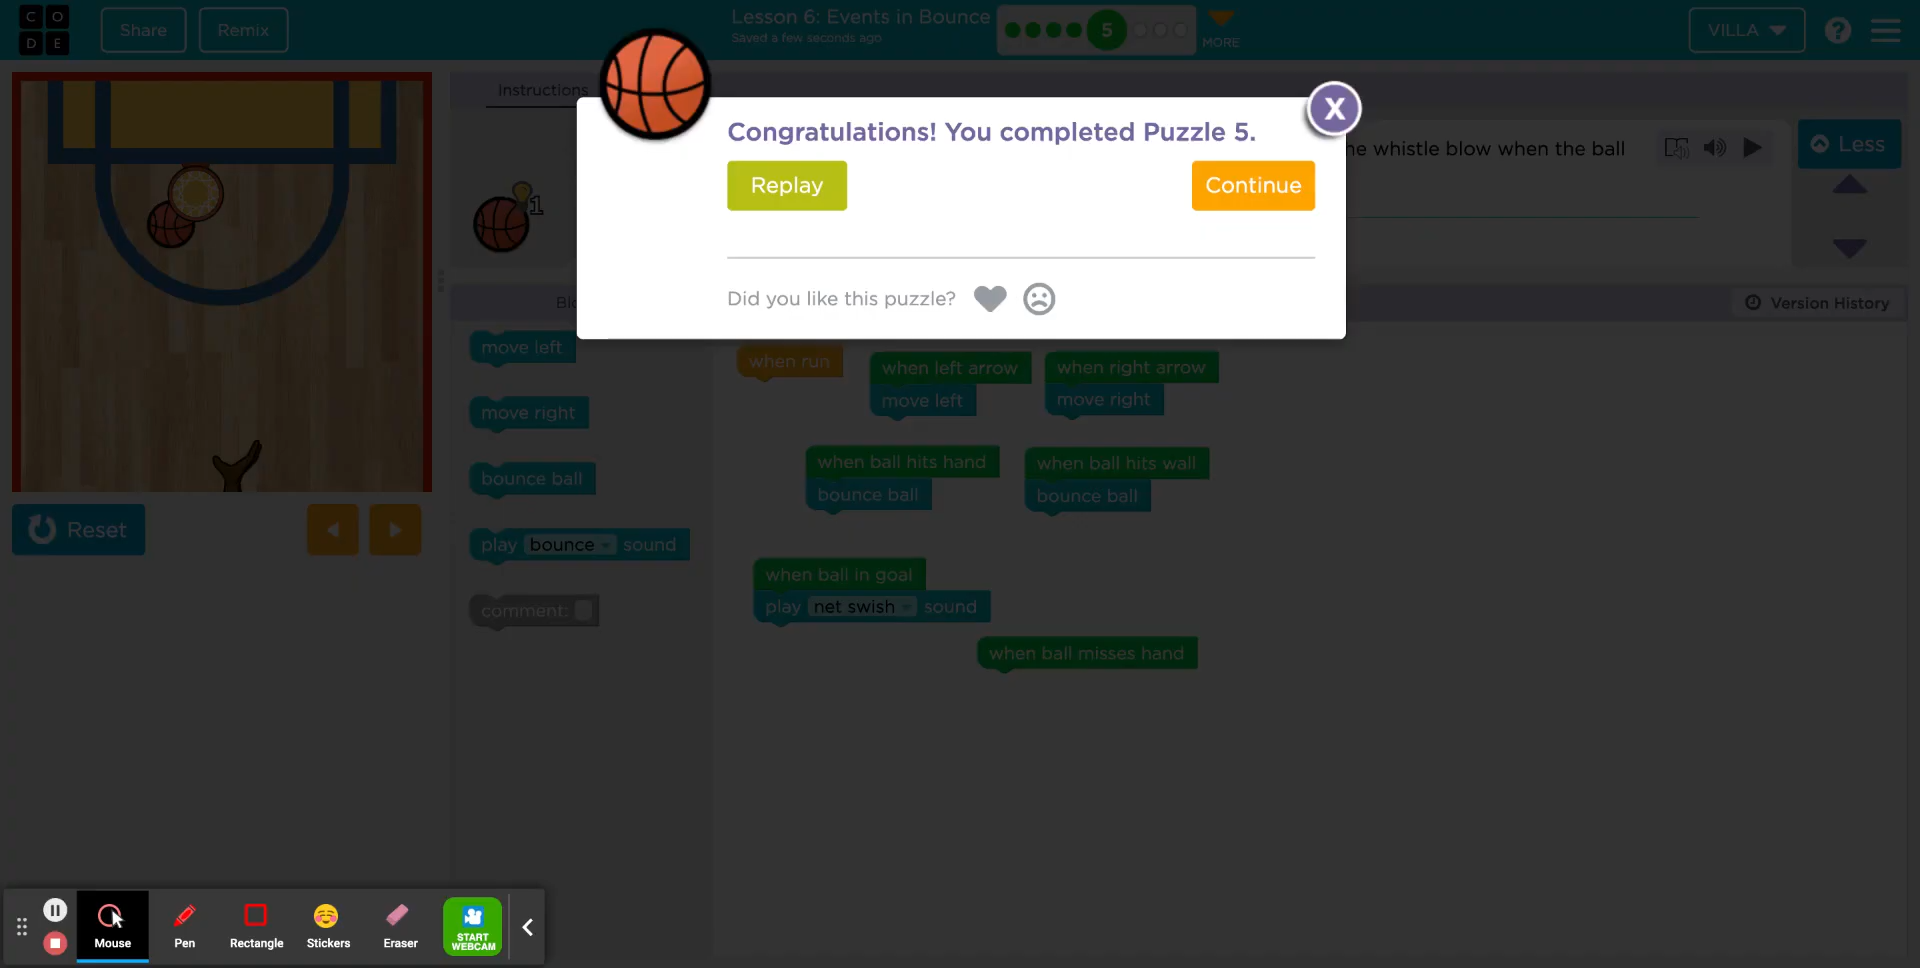 C O
D E
Share
Remix
Lesson 6: Events in Bounce
Saved a few seconds ago
5
MORE
VILLA
?
Instructions
X
Congratulations! You completed Puzzle 5.
he whistle blow when the ball
Less
Replay
Continue
1
Did you like this puzzle?
Blo
Version History
move left
move right
bounce ball
play bounce sound
comment:
when run
when left arrow
move left
when right arrow
move right
when ball hits hand
bounce ball
when ball hits wall
bounce ball
when ball in goal
play net swish sound
when ball misses hand
Reset
Mouse
Pen
Rectangle
Stickers
Eraser
START
WEBCAM